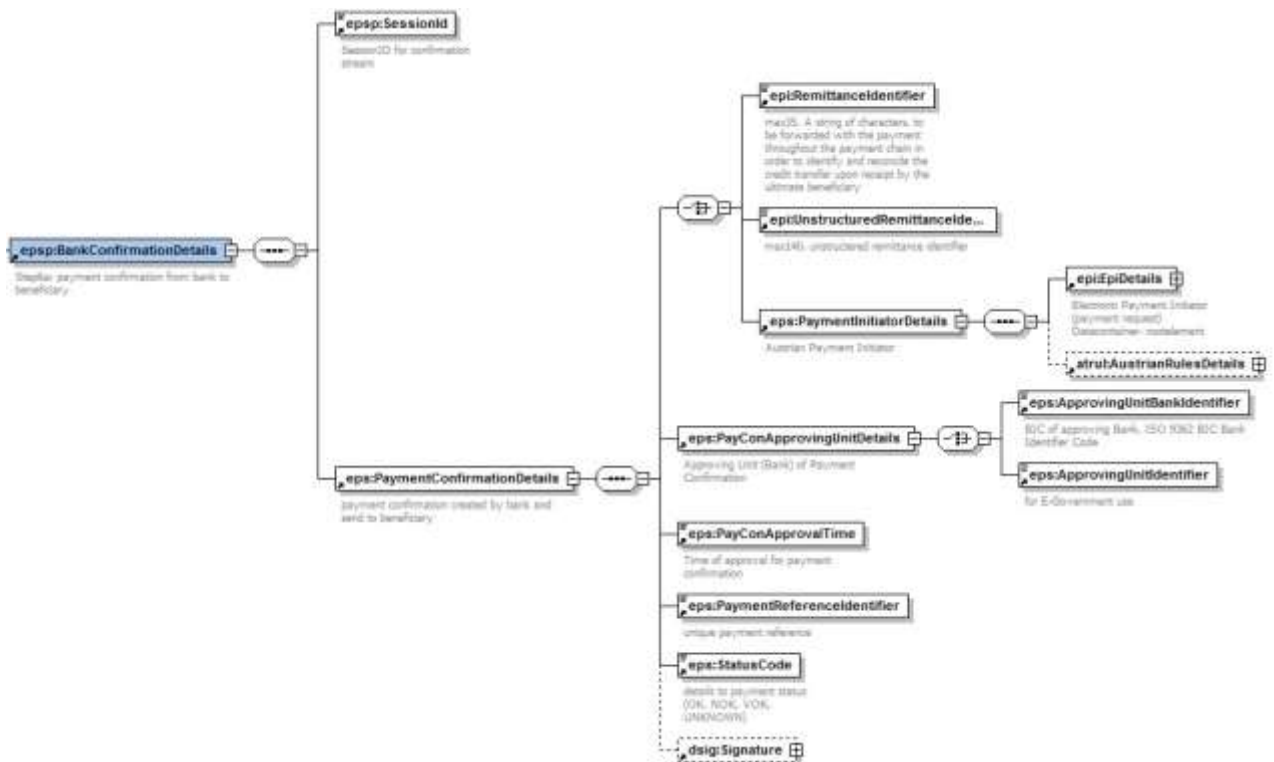 epsp:SessionId
SessionID for confirmation
stream
epi:RemittanceIdentifier
max35. A string of characters, to
be forwarded with the payment
throughout the payment chain in
order to identify and reconcile the
credit transfer upon receipt by the
ultimate beneficiary
epi:UnstructuredRemittanceIde...
max140, unstructered remittance identifier
epsp:BankConfirmationDetails
payment confirmation from bank to
beneficiary
epi:EpiDetails
Electronic Payment Initiator
(payment request)
Datacontainer- rootelement
eps:PaymentInitiatorDetails
Austrian Payment Initiator
atrul:AustrianRulesDetails
eps:ApprovingUnitBankIdentifier
BIC of approving Bank, ISO 9362 BIC Bank
Identifier Code
eps:PayConApprovingUnitDetails
Approving Unit (Bank) of Payment
Confirmation
eps:ApprovingUnitIdentifier
for E-Government use
eps:PaymentConfirmationDetails
payment confirmation created by bank and
send to beneficiary
eps:PayConApprovalTime
Time of approval for payment
confirmation
eps:PaymentReferenceIdentifier
unique payment reference
eps:StatusCode
details to payment status
(OK, NOK, VOK,
UNKNOWN)
dsig:Signature